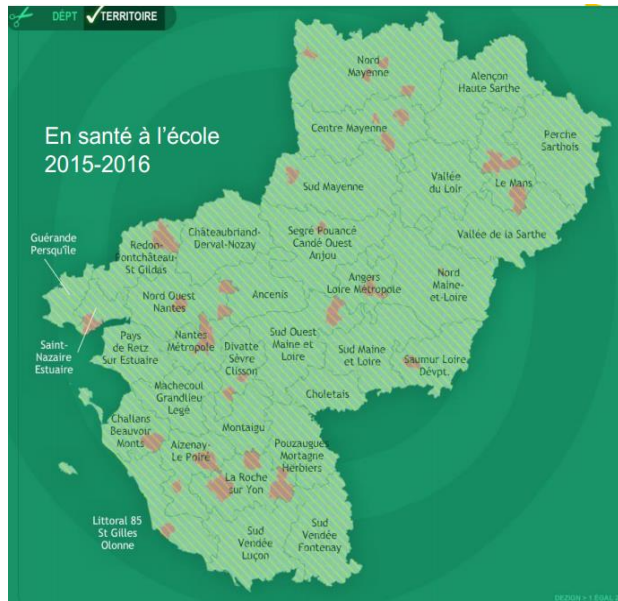 DÉPT
TERRITOIRE
En santé à l'école
2015-2016
Nord
Mayenne
Alençon
Haute Sarthe
Centre Mayenne
Perche
Sarthois
Vallée
du Loir
Le Mans
Sud Mayenne
Vallée de la Sarthe
Guérande
Persqu'île
Redon-
Pontchâteau-
St Gildas
Châteaubriand-
Derval-Nozay
Segré Pouancé
Candé Ouest
Anjou
Nord Ouest
Nantes
Ancenis
Angers
Loire Métropole
Nord
Maine-
et-Loire
Saint-
Nazaire
Estuaire
Pays
de Retz
Sur Estuaire
Nantes
Métropole
Divatte
Sèvre
Clisson
Sud Ouest
Maine et
Loire
Sud Maine
et Loire
Saumur Loire
Dévpt.
Machecoul
Grandlieu
Legé
Choletais
Challans
Beauvoir
Monts
Aizenay-
Le Poiré
Montaigu
Pouzaugues
Mortagne
Herbiers
La Roche
sur Yon
Littoral 85
St Gilles
Olonne
Sud
Vendée
Luçon
Sud
Vendée
Fontenay
DEZIGN > 1 ÉGAL